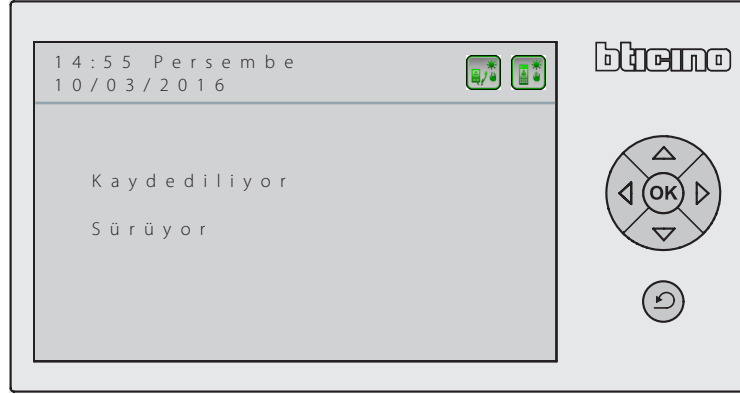 14:55 Persembe
10/03/2016
bticino
Kaydediliyor
Sürüyor
OK